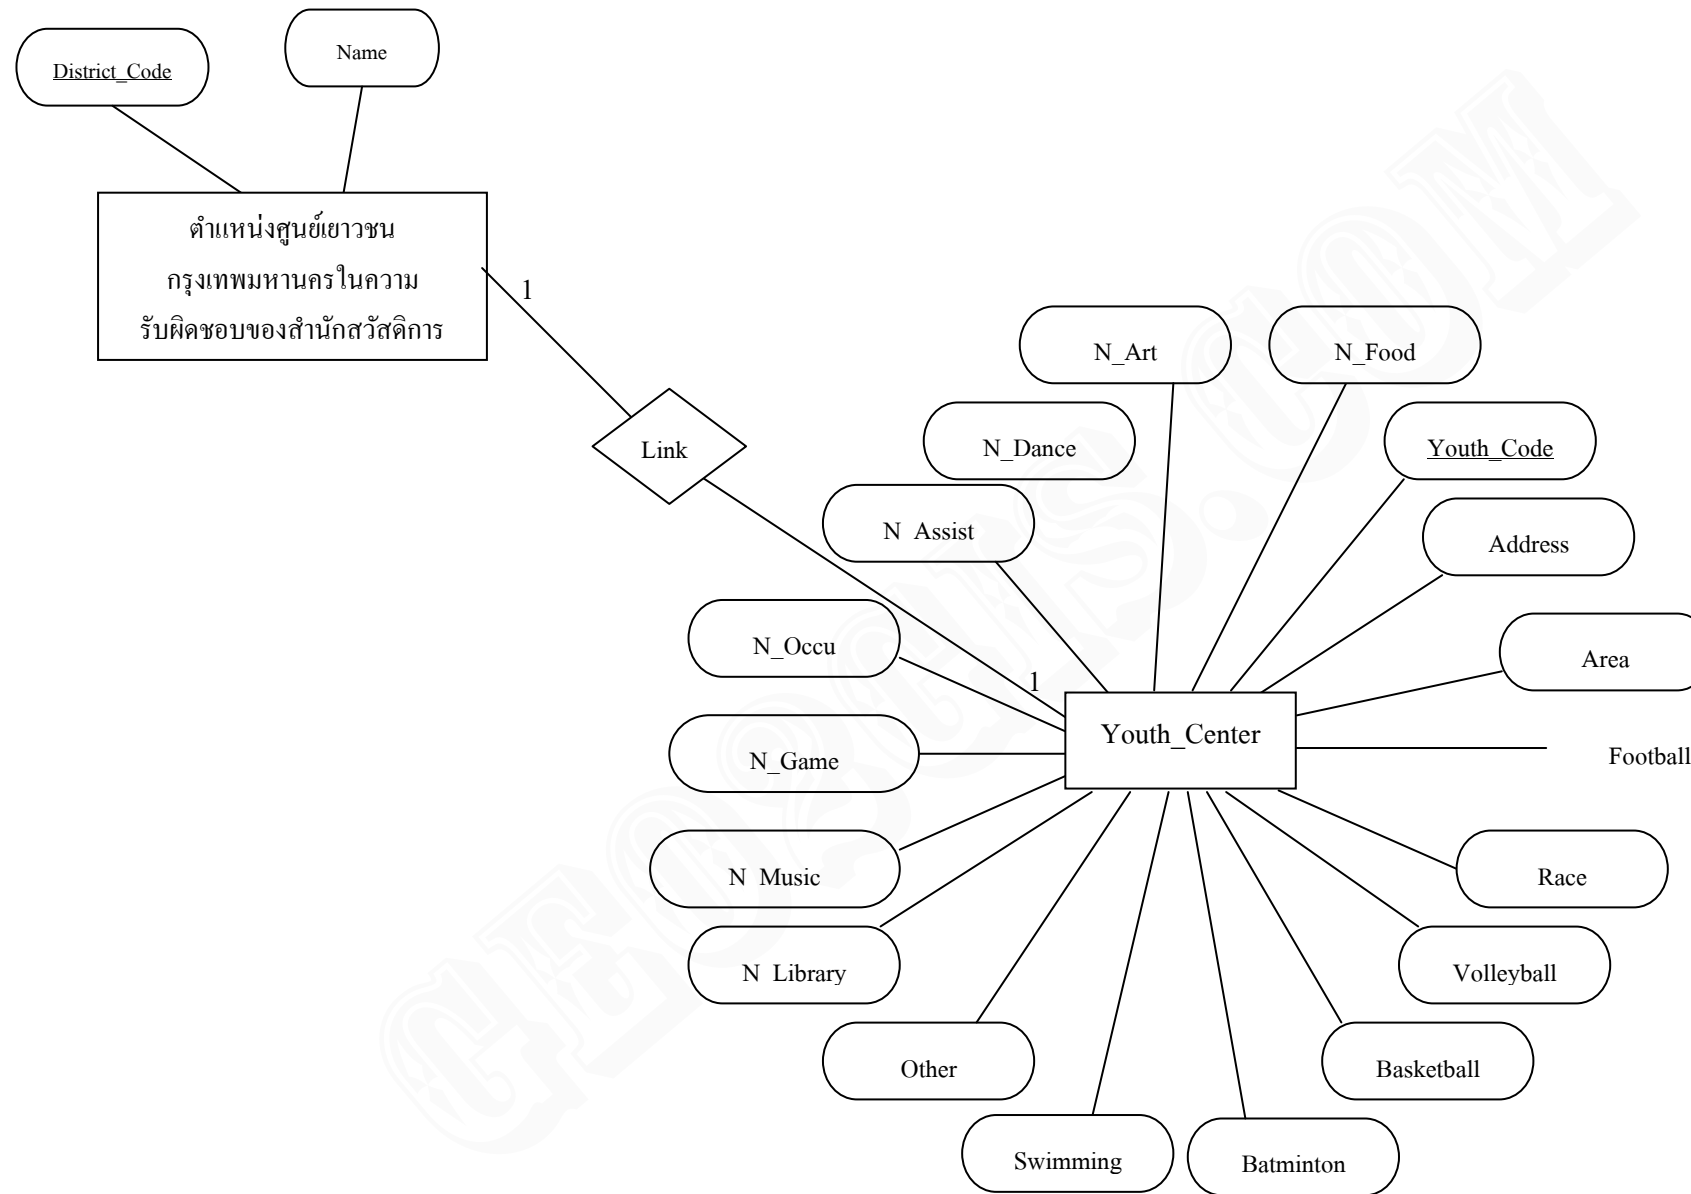 District_Code
Name
ตำแหน่งศูนย์เยาวชน
กรุงเทพมหานครในความ
รับผิดชอบของสำนักสวัสดิการ
1
Link
N_Art
N_Food
N_Dance
Youth_Code
N_Assist
Address
N_Occu
Area
1
Youth_Center
N_Game
Football
N_Music
Race
N_Library
Volleyball
Other
Basketball
Swimming
Batminton
GEO2GIS.COM